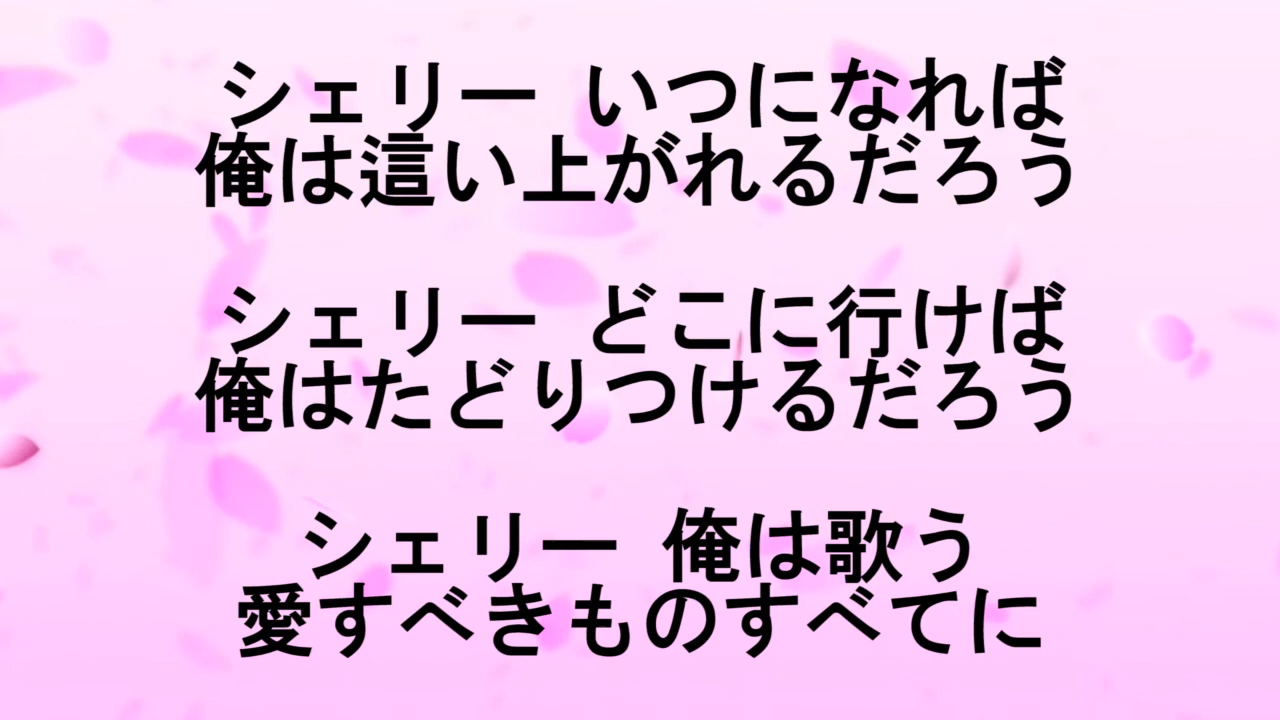 シェリー いつになれば
俺は這い上がれるだろう
シェリー どこに行けば
俺はたどりつけるだろう
シェリー 俺は歌う
愛すべきものすべてに